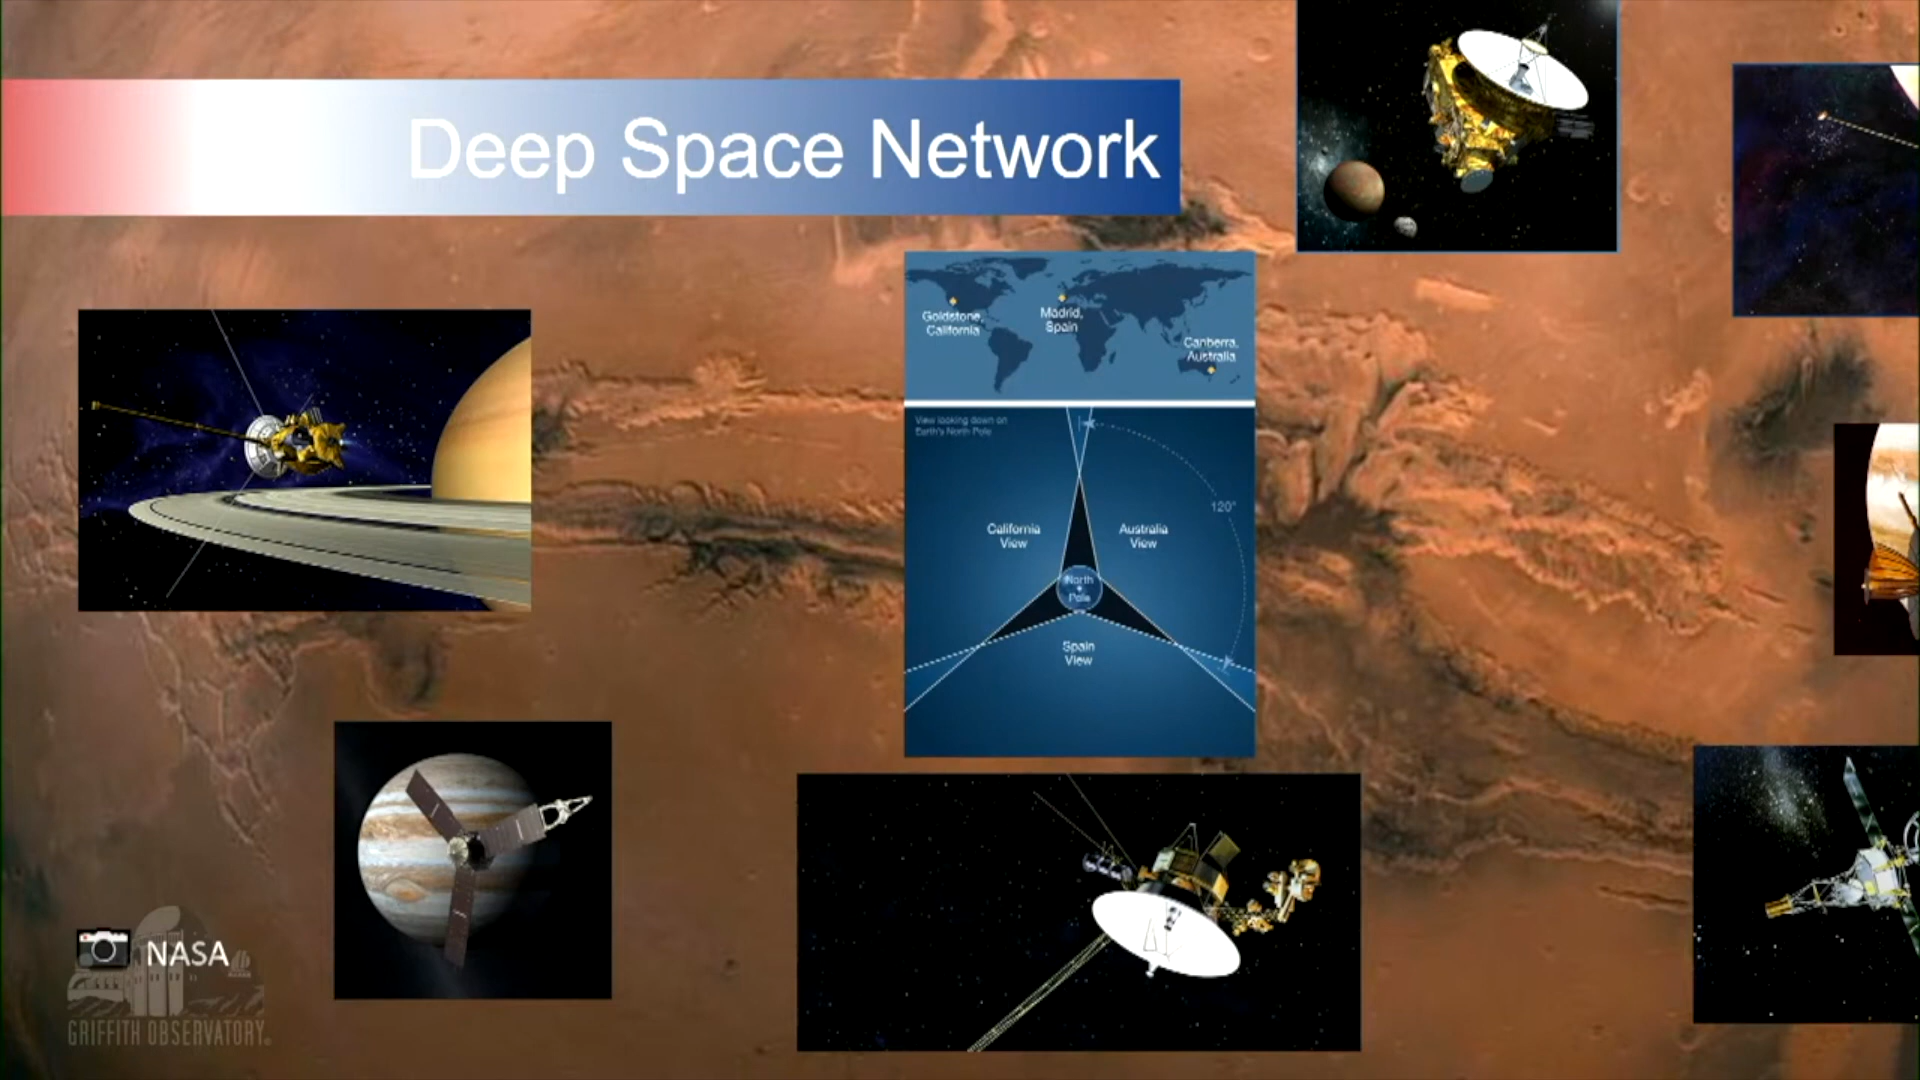 Deep Space Network
Goldstone,
California
Madrid,
Spain
Canberra,
Australia
View looking down on
Earth's North Pole
120°
California
View
Australia
View
North
Pole
Spain
View
NASA
GRIFFITH OBSERVATORY